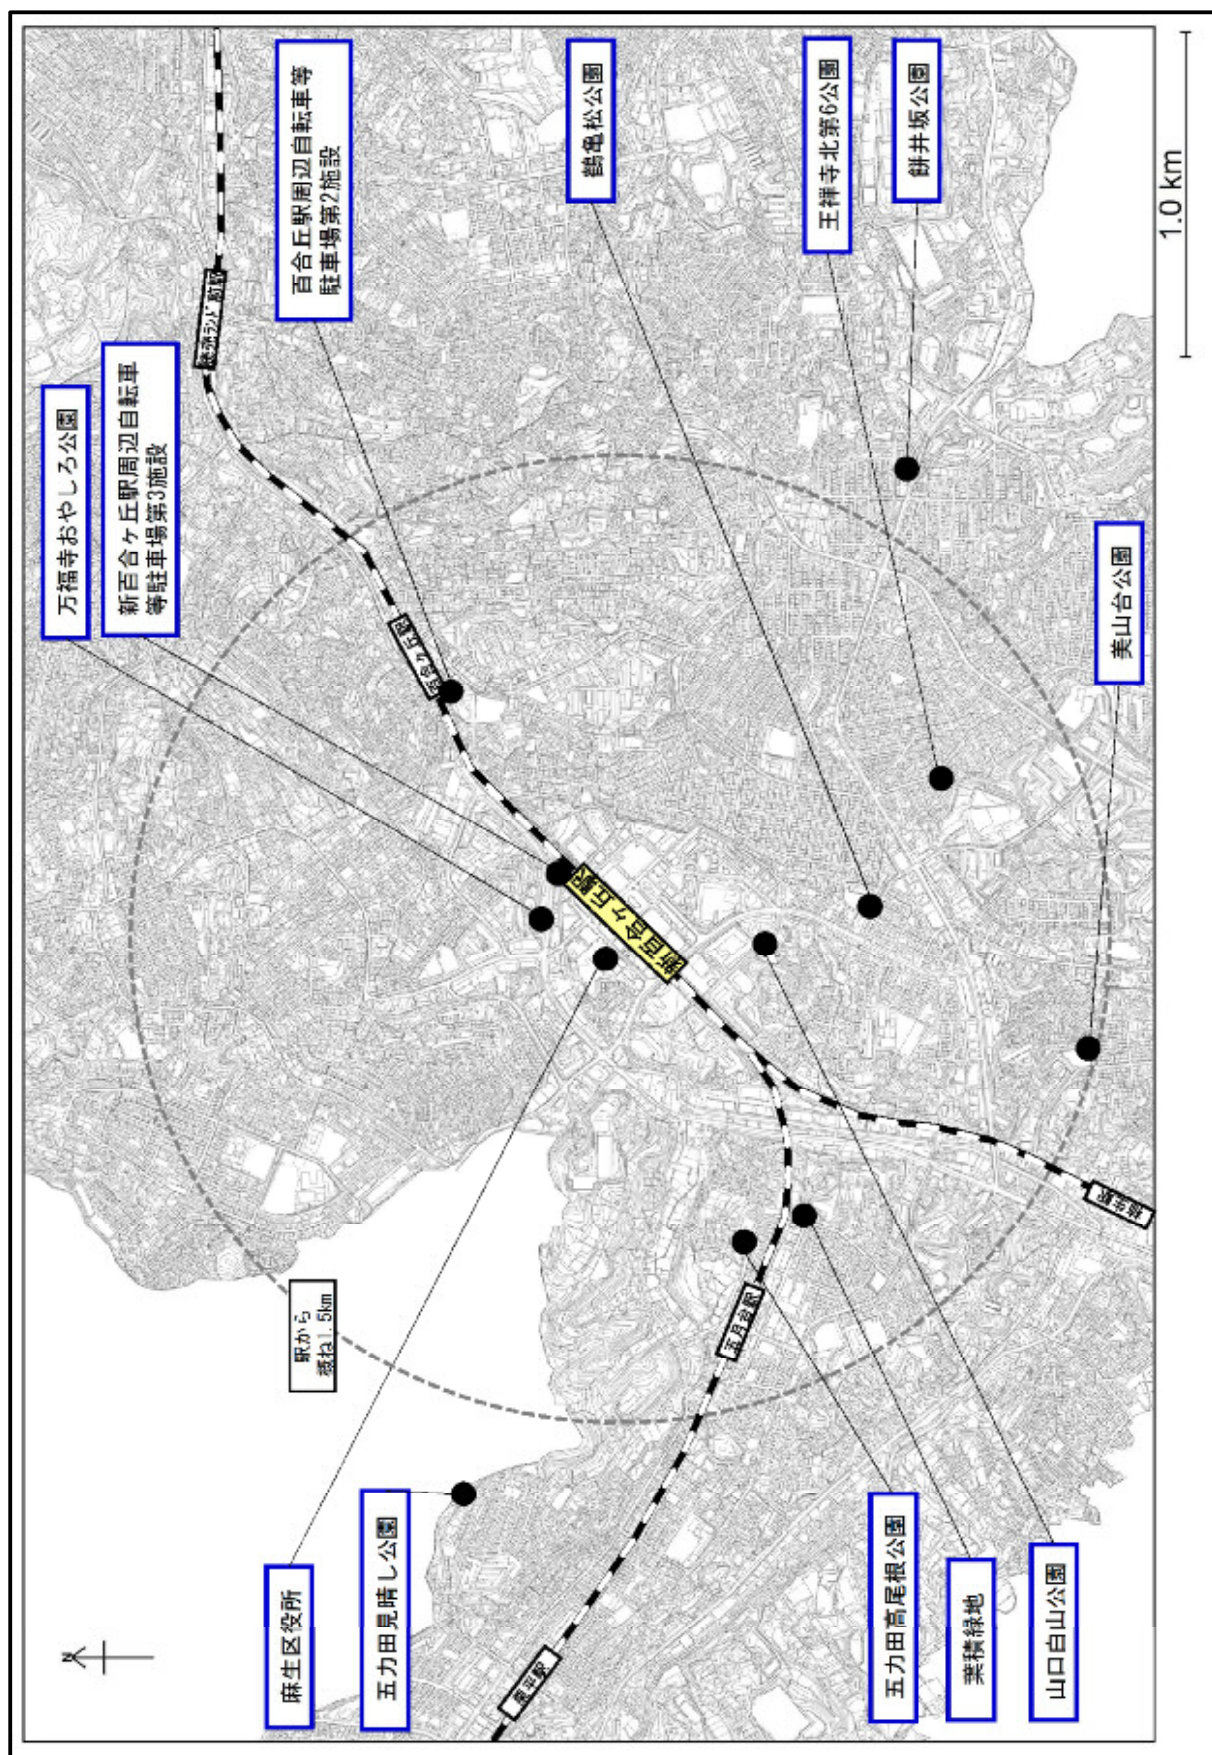 N
麻生区役所
五力田見晴し公園
駅から
概ね1.5km
万福寺おやしろ公園
新百合ヶ丘駅周辺自転車
等駐車場第3施設
百合丘駅周辺自転車等
駐車場第2施設
鶴亀松公園
王禅寺北第6公園
餅井坂公園
美山台公園
百合ヶ丘駅
新百合ヶ丘駅
五月台駅
栗平駅
柿生駅
五力田高尾根公園
葉積緑地
山口白山公園
1.0 km